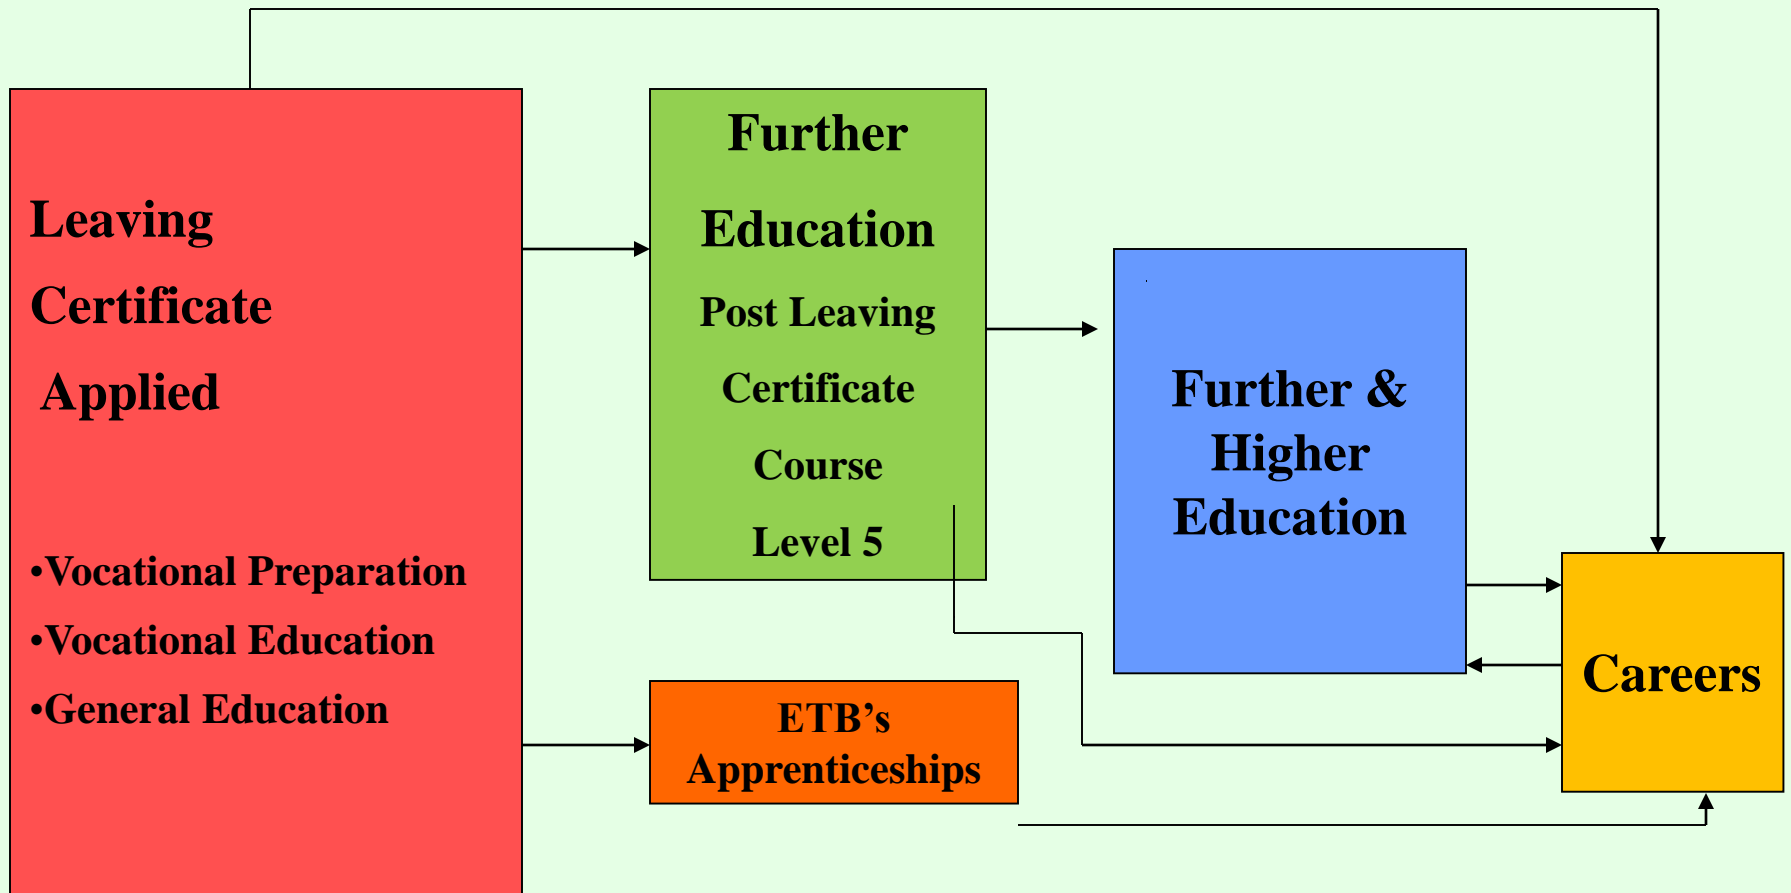 Leaving
Certificate
Applied
•Vocational Preparation
•Vocational Education
•General Education
Further
Education
Post Leaving
Certificate
Course
Level 5
ETB’s
Apprenticeships
Further &
Higher
Education
Careers